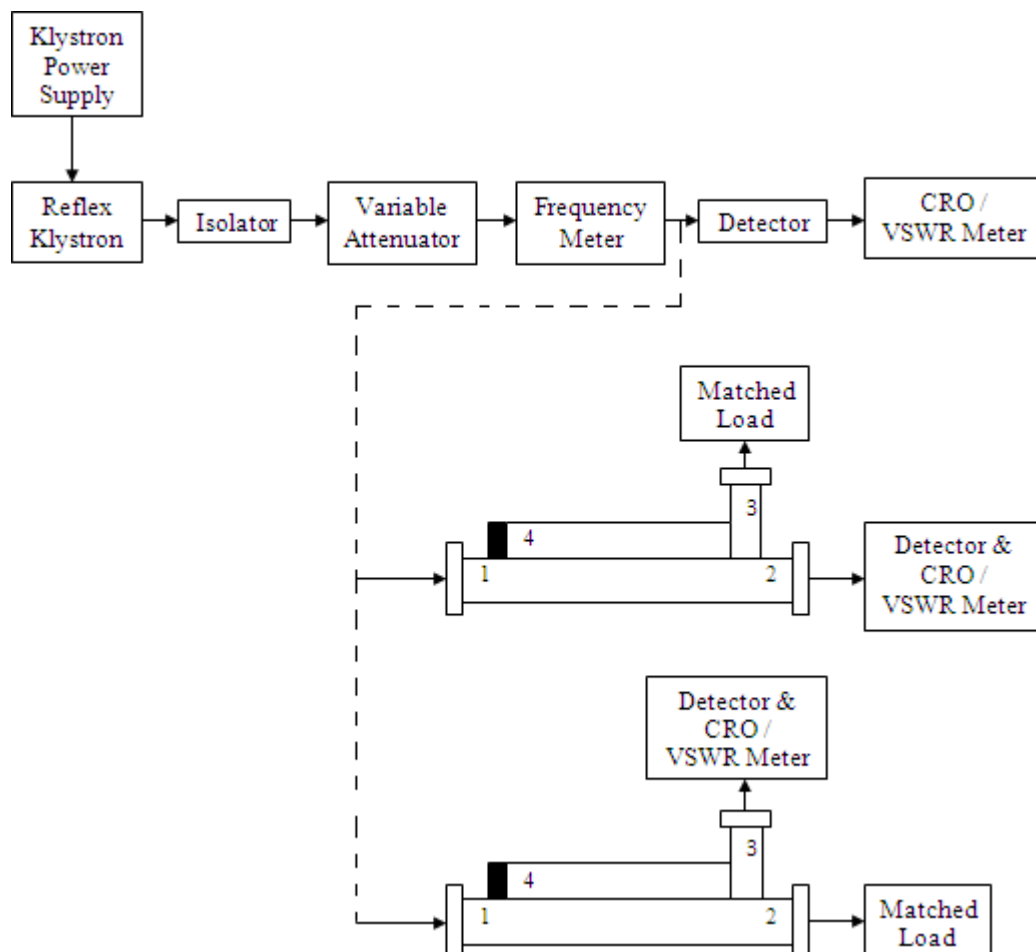 Klystron
Power
Supply
Reflex
Klystron
Isolator
Variable
Attenuator
Frequency
Meter
Detector
CRO /
VSWR Meter
Matched
Load
3
4
1
2
Detector &
CRO /
VSWR Meter
Detector &
CRO /
VSWR Meter
3
4
1
2
Matched
Load